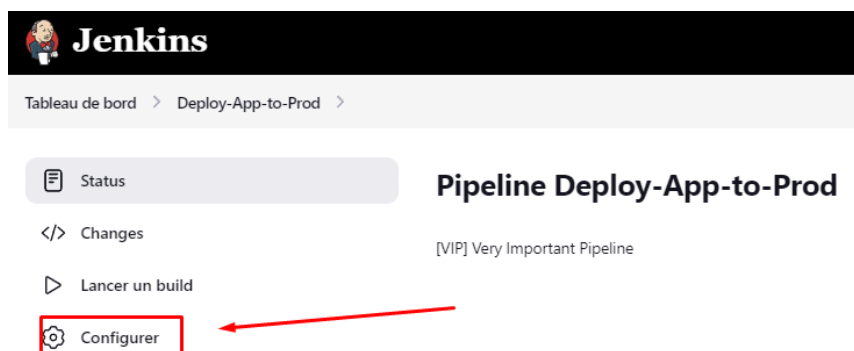 Jenkins
Tableau de bord > Deploy-App-to-Prod >
Status
Pipeline Deploy-App-to-Prod
</> Changes
[VIP] Very Important Pipeline
Lancer un build
Configurer